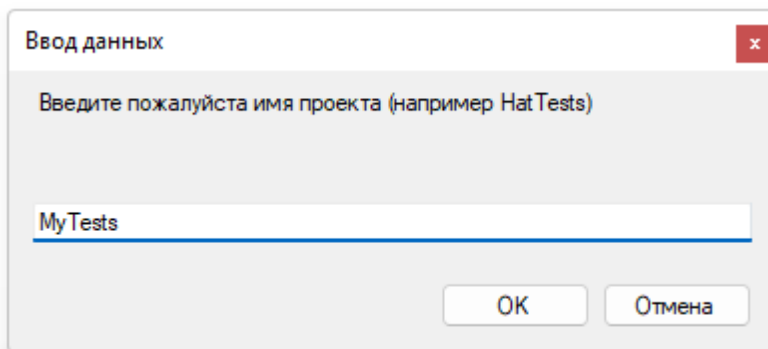 Ввод данных
x
Введите пожалуйста имя проекта (например HatTests)
MyTests
OK
Отмена